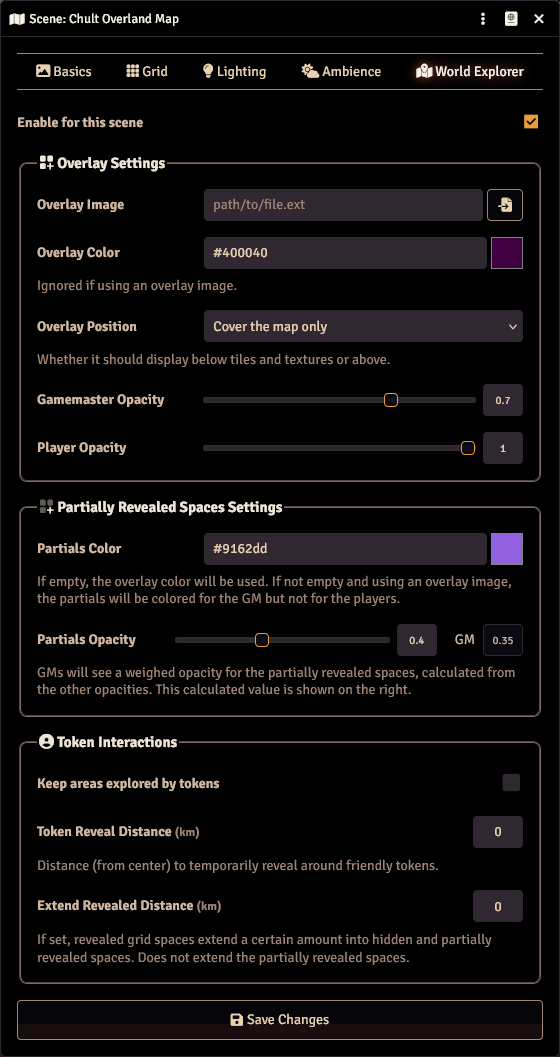 Scene: Chult Overland Map
Basics Grid Lighting Ambience World Explorer
Enable for this scene
Overlay Settings
Overlay Image path/to/file.ext
Overlay Color #400040
Ignored if using an overlay image.
Overlay Position Cover the map only
Whether it should display below tiles and textures or above.
Gamemaster Opacity 0.7
Player Opacity 1
Partially Revealed Spaces Settings
Partials Color #9162dd
If empty, the overlay color will be used. If not empty and using an overlay image,
the partials will be colored for the GM but not for the players.
Partials Opacity 0.4 GM 0.35
GMs will see a weighed opacity for the partially revealed spaces, calculated from
the other opacities. This calculated value is shown on the right.
Token Interactions
Keep areas explored by tokens
Token Reveal Distance (km) 0
Distance (from center) to temporarily reveal around friendly tokens.
Extend Revealed Distance (km) 0
If set, revealed grid spaces extend a certain amount into hidden and partially
revealed spaces. Does not extend the partially revealed spaces.
Save Changes